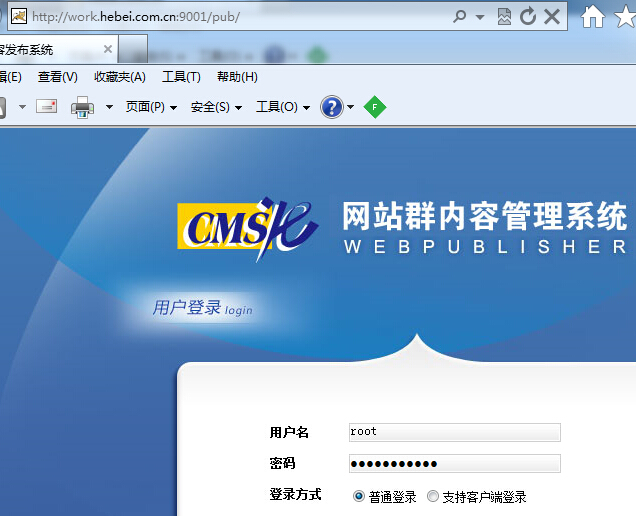 http://work.hebei.com.cn:9001/pub/
容发布系统
辑(E) 查看(V) 收藏夹(A) 工具(T) 帮助(H)
页面(P) 安全(S) 工具(O) ? F
CMS 网站群内容管理系统
WEBPUBLISHER
用户登录 login
用户名 root
密码 ●●●●●●●●●●●
登录方式 普通登录 支持客户端登录